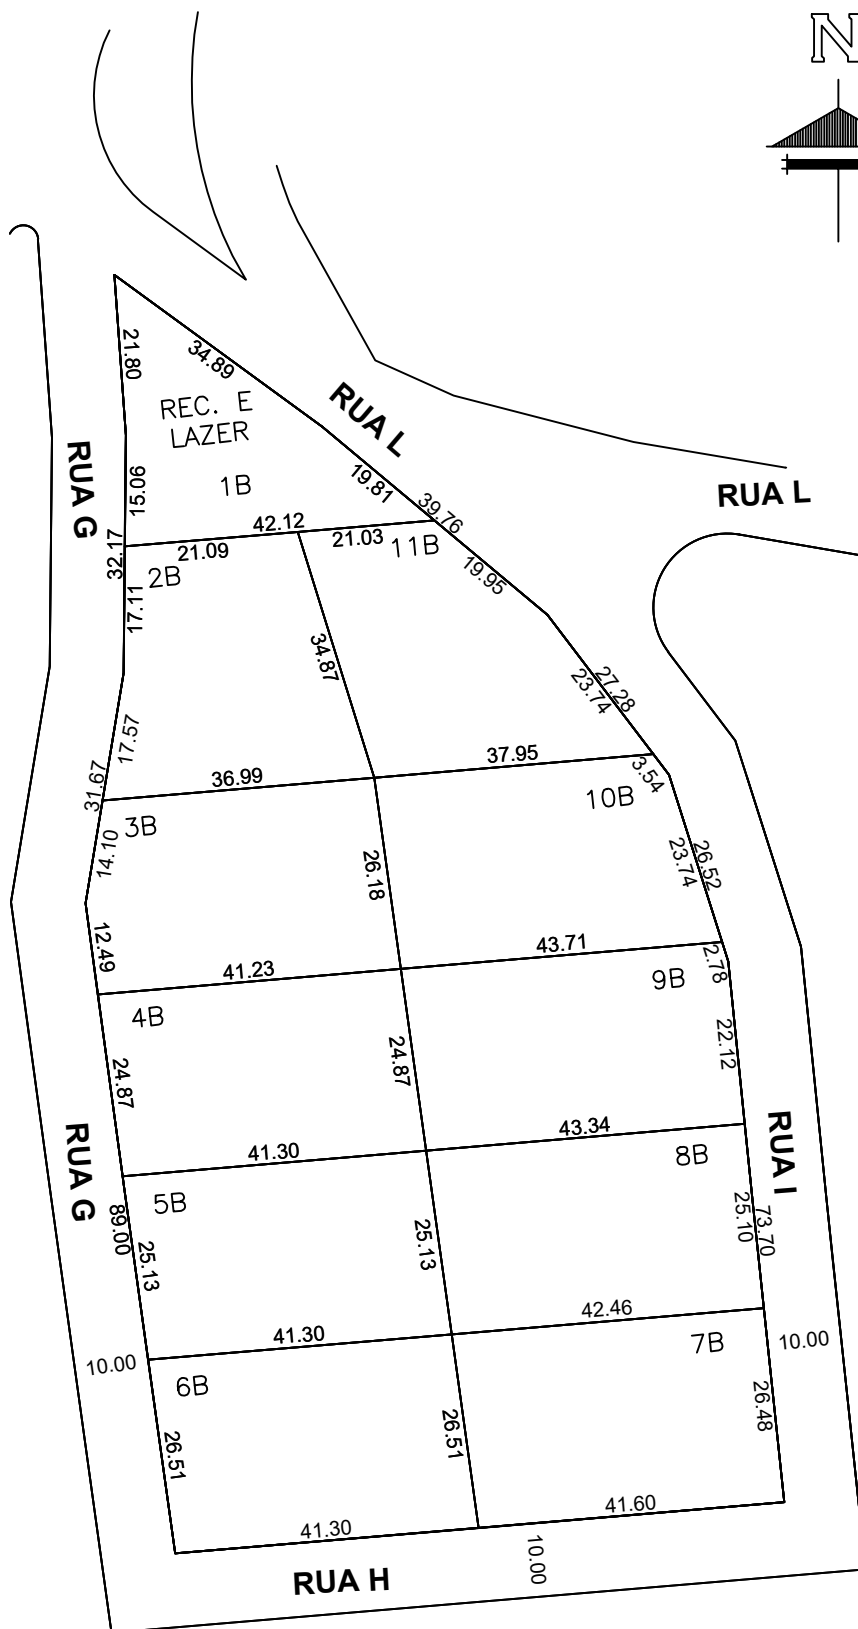 N
21.80
34.89
REC. E
LAZER
RUA L
RUA G
15.06
1B
19.81
39.76
RUA L
42.12
32.17
21.09
21.03
11B
2B
19.95
17.11
34.87
27.28
23.74
17.57
37.95
36.99
31.67
3.54
10B
3B
14.10
26.18
26.52
23.74
12.49
43.71
41.23
2.78
9B
4B
24.87
24.87
22.12
43.34
41.30
RUA G
RUA I
8B
5B
89.00
25.13
25.13
25.10
73.70
42.46
41.30
10.00
10.00
7B
6B
26.51
26.51
26.48
41.60
41.30
10.00
RUA H